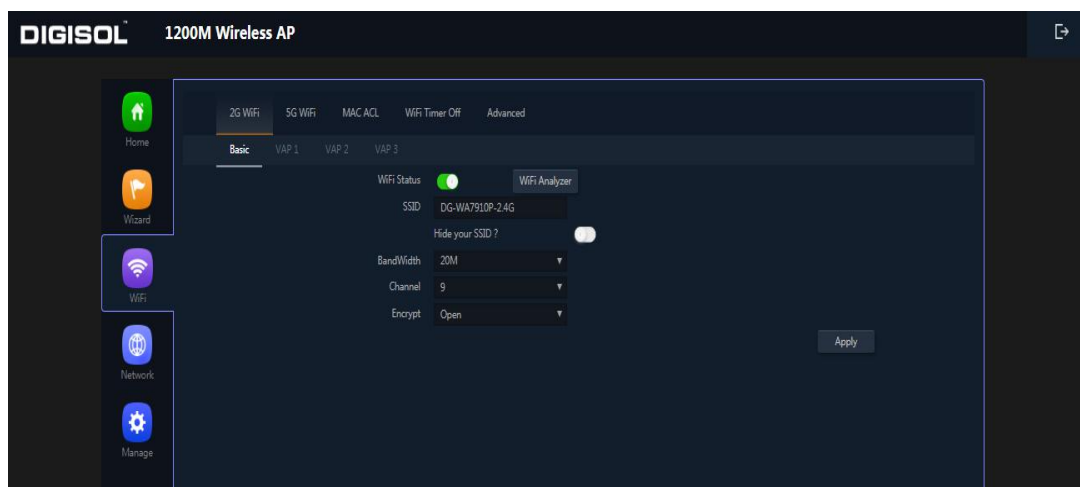 DIGISOL 1200M Wireless AP
2G WiFi 5G WiFi MAC ACL WiFi Timer Off Advanced
Home
Basic VAP 1 VAP 2 VAP 3
WiFi Status WiFi Analyzer
SSID DG-WA7910P-2.4G
Wizard
Hide your SSID ?
BandWidth 20M
Channel 9
WiFi
Encrypt Open
Apply
Network
Manage